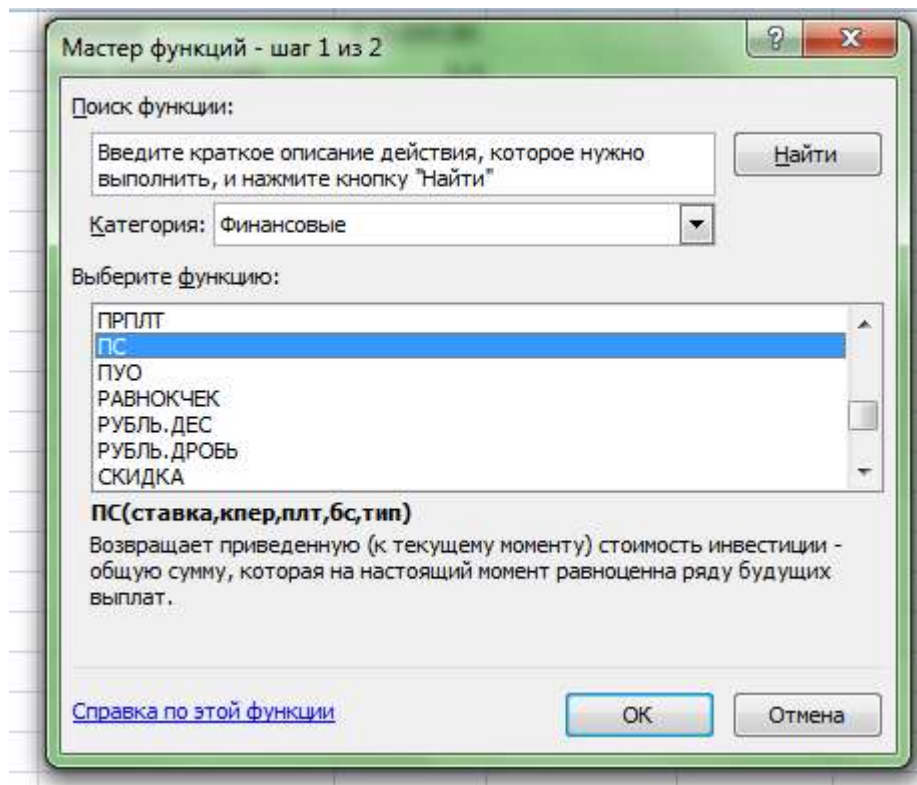 Мастер функций - шаг 1 из 2
Поиск функции:
Введите краткое описание действия, которое нужно
выполнить, и нажмите кнопку "Найти"
Найти
Категория: Финансовые
Выберите функцию:
ПРПЛТ
ПС
ПУО
РАВНОКЧЕК
РУБЛЬ.ДЕС
РУБЛЬ.ДРОБЬ
СКИДКА
ПС(ставка,кпер,плт,бс,тип)
Возвращает приведенную (к текущему моменту) стоимость инвестиции -
общую сумму, которая на настоящий момент равноценна ряду будущих
выплат.
Справка по этой функции
ОК
Отмена